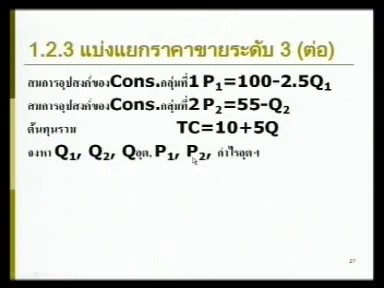 1.2.3 แบ่งแยกราคาขายระดับ 3 (ต่อ)
สมการอุปสงค์ของCons.กลุ่มที่1 P₁=100-2.5Q₁
สมการอุปสงค์ของCons.กลุ่มที่2 P₂=55-Q₂
ต้นทุนรวม TC=10+5Q
จงหา Q₁, Q₂, Qอุต, P₁, P₂, กำไรอุตฯ
27